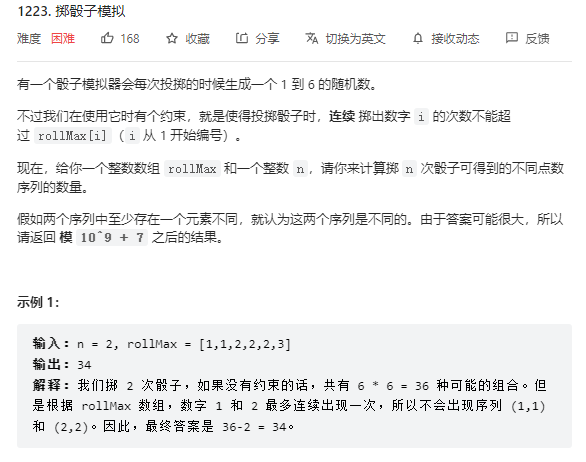 1223. 掷骰子模拟
难度 困难 168 收藏 分享 切换为英文 接收动态 反馈
有一个骰子模拟器会每次投掷的时候生成一个 1 到 6 的随机数。
不过我们在使用它时有个约束，就是使得投掷骰子时，连续 掷出数字 i 的次数不能超
过 rollMax[i]（ i 从 1 开始编号）。
现在，给你一个整数数组 rollMax 和一个整数 n ，请你来计算掷 n 次骰子可得到的不同点数
序列的数量。
假如两个序列中至少存在一个元素不同，就认为这两个序列是不同的。由于答案可能很大，所以
请返回 模 10^9 + 7 之后的结果。
示例 1：
输入：n = 2, rollMax = [1,1,2,2,2,3]
输出：34
解释：我们掷 2 次骰子，如果没有约束的话，共有 6 * 6 = 36 种可能的组合。但
是根据 rollMax 数组，数字 1 和 2 最多连续出现一次，所以不会出现序列 (1,1)
和 (2,2)。因此，最终答案是 36-2 = 34。